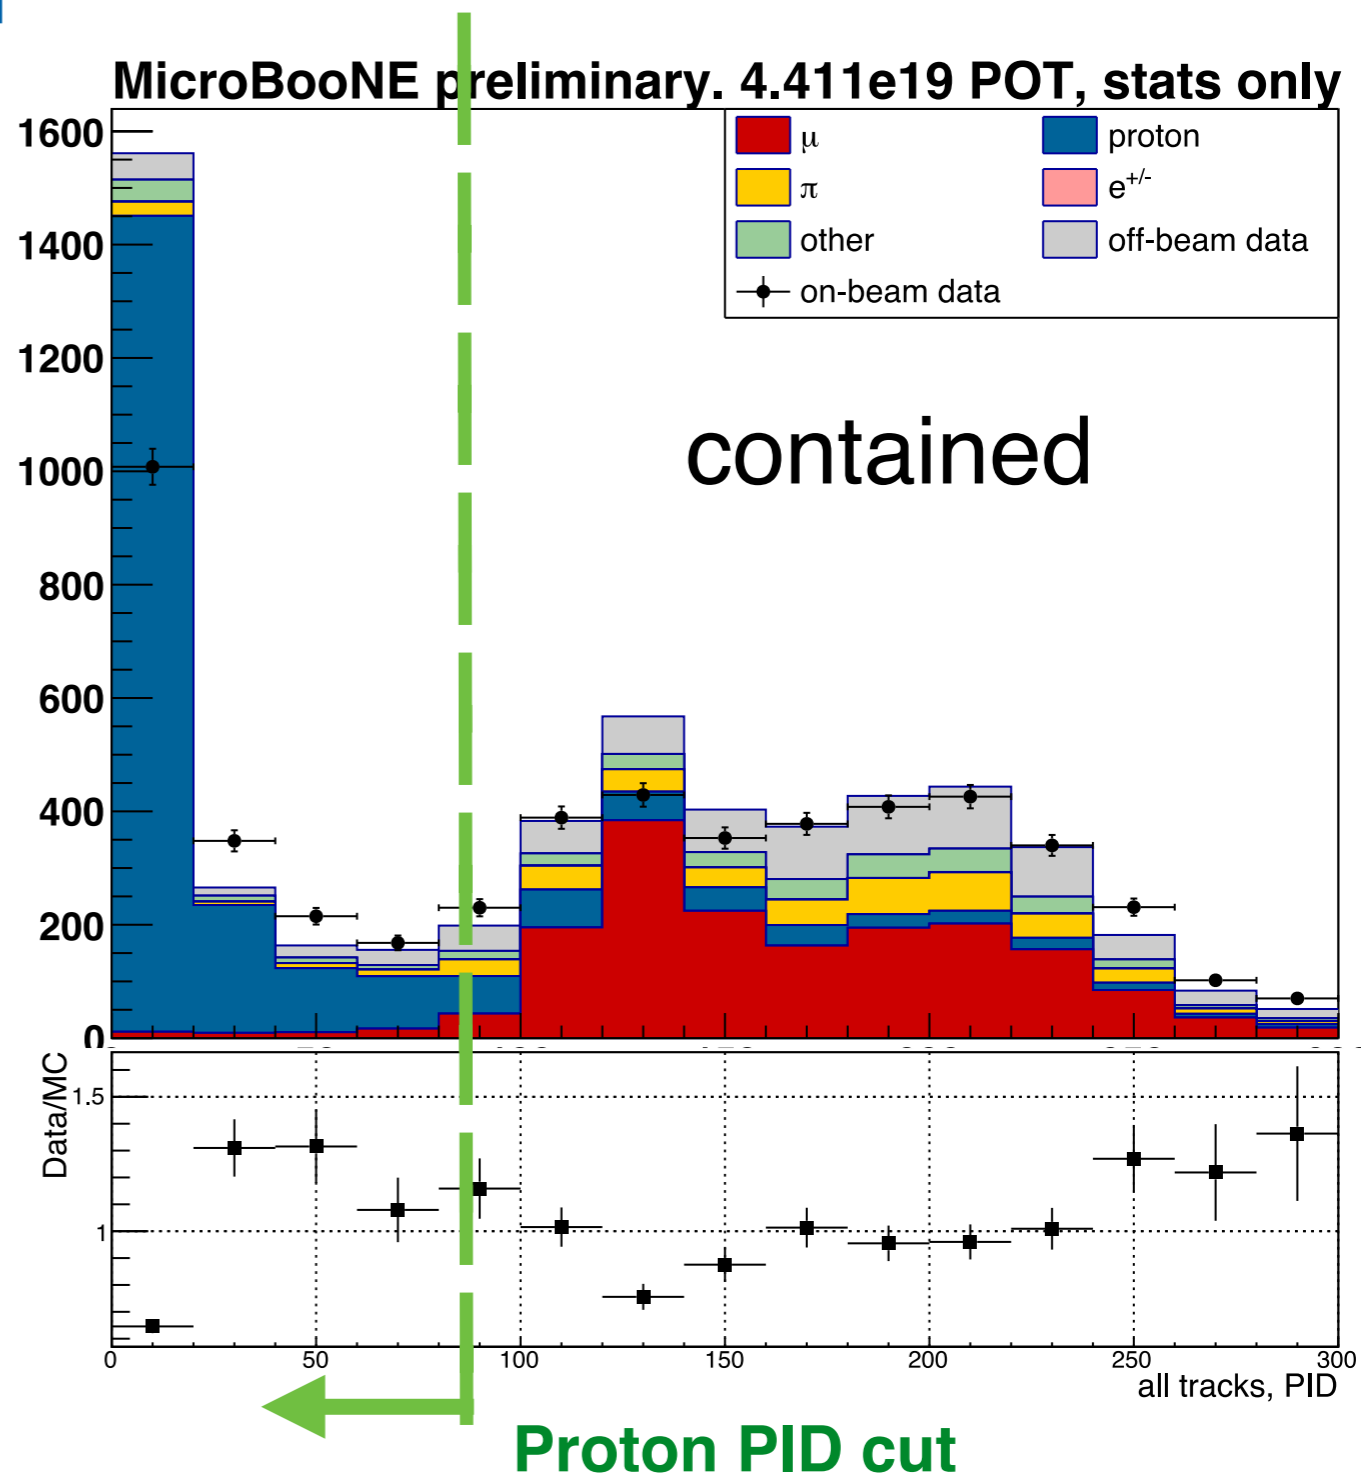 MicroBooNE preliminary. 4.411e19 POT, stats only
1600
1400
1200
1000
800
600
400
200
0
μ
proton
π
e+/-
other
off-beam data
on-beam data
contained
Data/MC
1.5
1
0
50
100
150
200
250
300
all tracks, PID
Proton PID cut